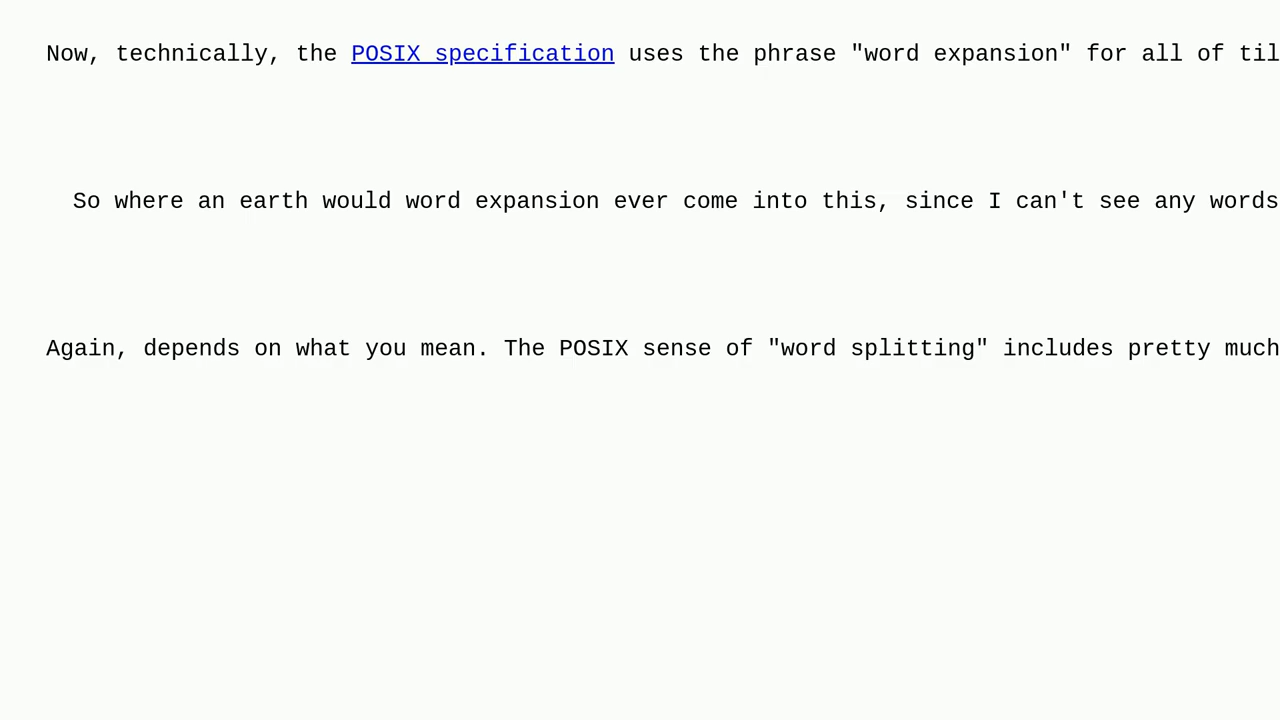 Now, technically, the POSIX specification uses the phrase "word expansion" for all of til
So where an earth would word expansion ever come into this, since I can't see any words
Again, depends on what you mean. The POSIX sense of "word splitting" includes pretty much